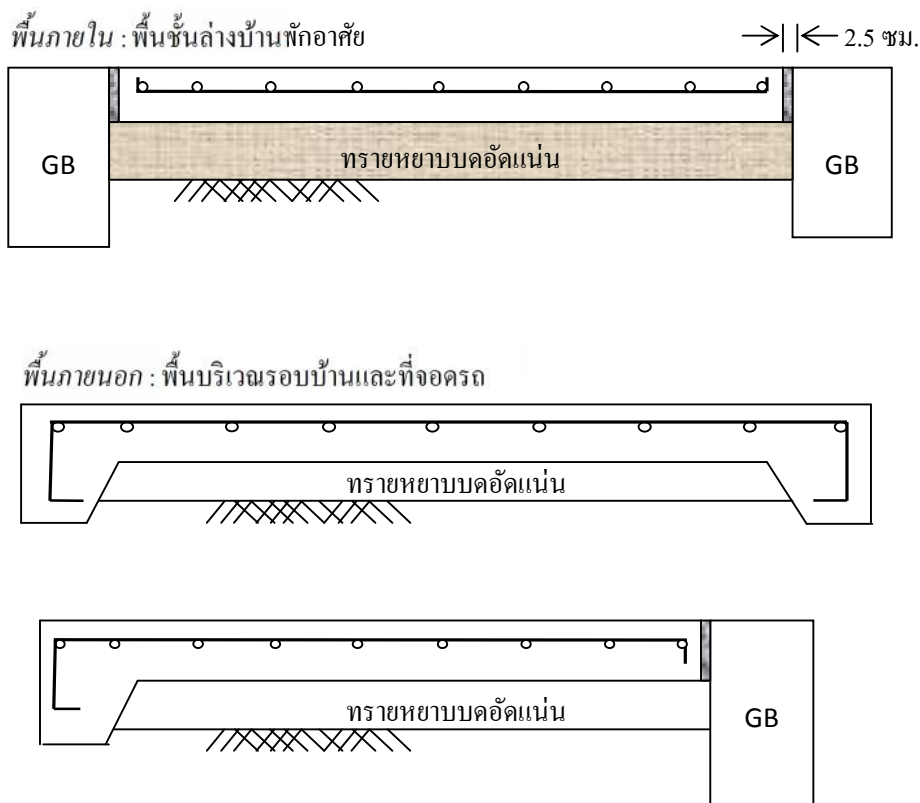 พื้นภายใน : พื้นชั้นล่างบ้านพักอาศัย
2.5 ซม.
GB
ทรายหยาบบดอัดแน่น
GB
พื้นภายนอก : พื้นบริเวณรอบบ้านและที่จอดรถ
ทรายหยาบบดอัดแน่น
ทรายหยาบบดอัดแน่น
GB